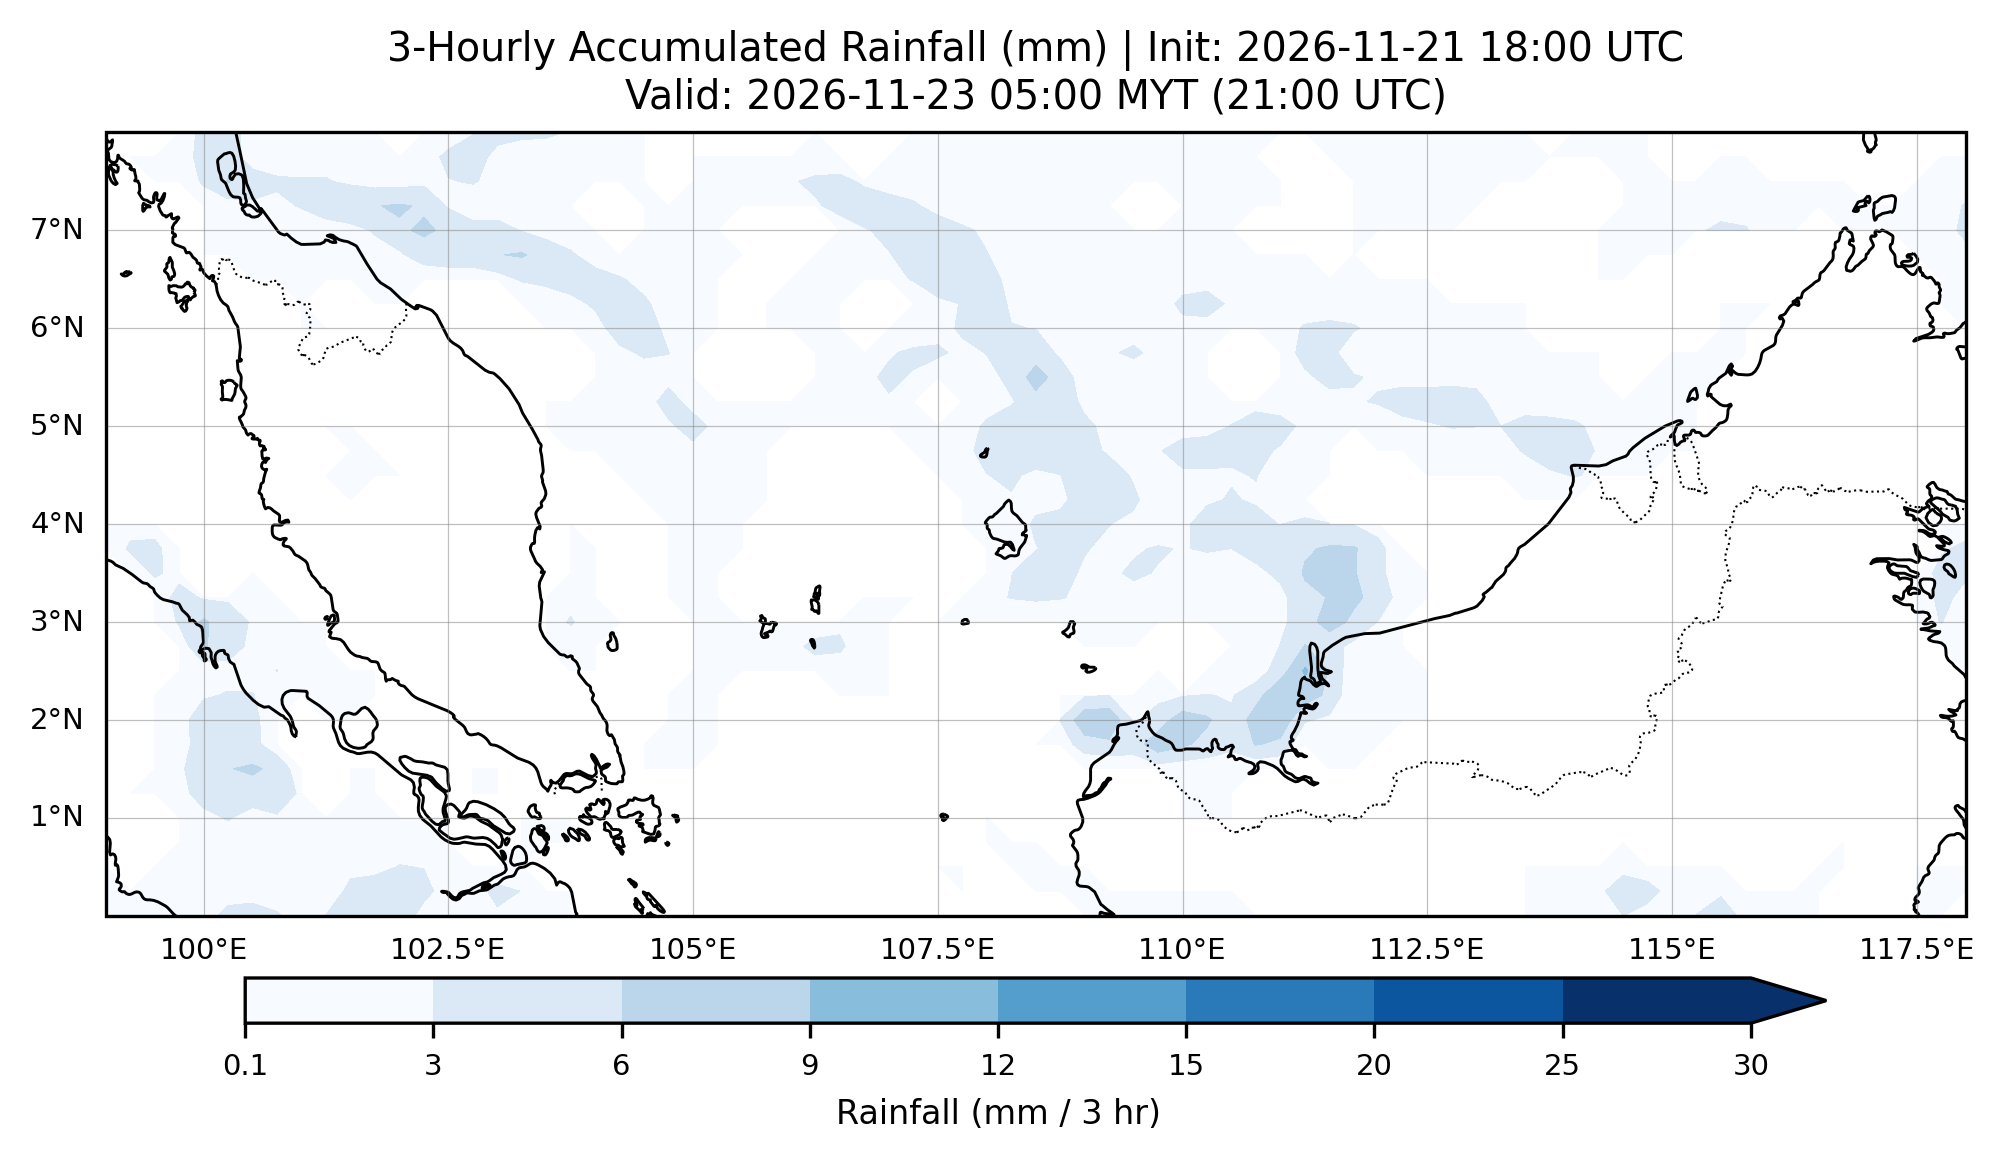 3-Hourly Accumulated Rainfall (mm) | Init: 2026-11-21 18:00 UTC
Valid: 2026-11-23 05:00 MYT (21:00 UTC)
7°N
6°N
5°N
4°N
3°N
2°N
1°N
100°E 102.5°E 105°E 107.5°E 110°E 112.5°E 115°E 117.5°E
0.1 3 6 9 12 15 20 25 30
Rainfall (mm / 3 hr)